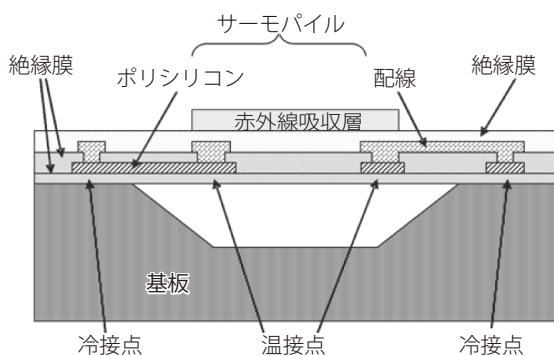 サーモパイル
絶縁膜
ポリシリコン
配線
絶縁膜
赤外線吸収層
基板
冷接点
温接点
冷接点